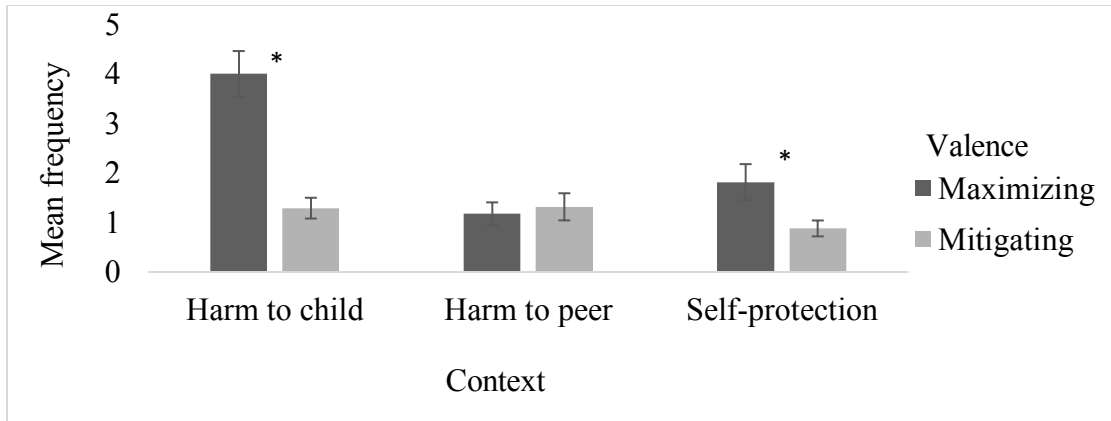 Mean frequency
5
4
3
2
1
0
*
*
Harm to child
Harm to peer
Self-protection
Context
Valence
Maximizing
Mitigating